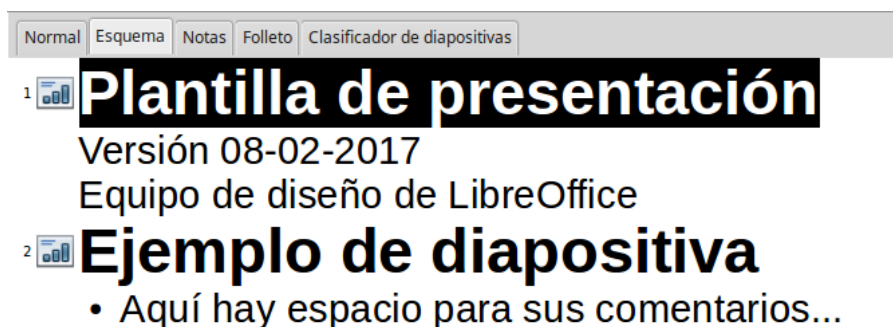 Normal Esquema Notas Folleto Clasificador de diapositivas
1 Plantilla de presentación
Versión 08-02-2017
Equipo de diseño de LibreOffice
2 Ejemplo de diapositiva
• Aquí hay espacio para sus comentarios...